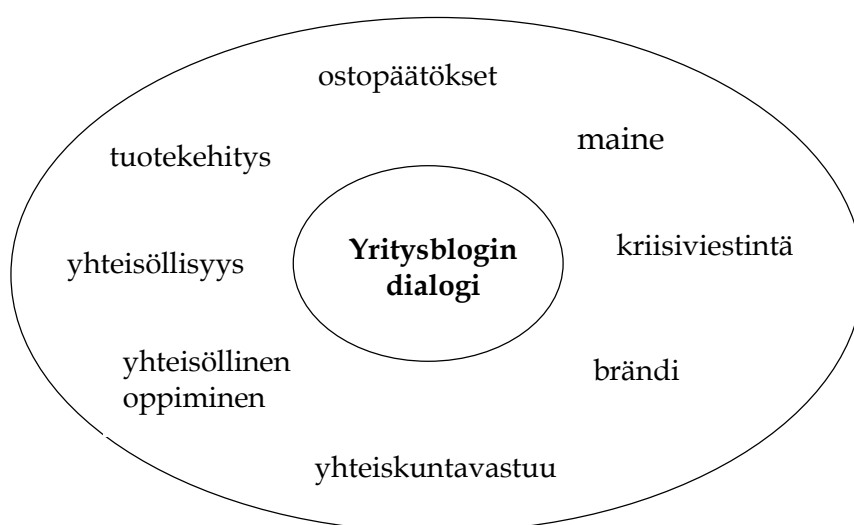 ostopäätökset
maine
tuotekehitys
yhteisöllisyys
Yritysblogin
dialogi
kriisiviestintä
yhteisöllinen
oppiminen
brändi
yhteiskuntavastuu